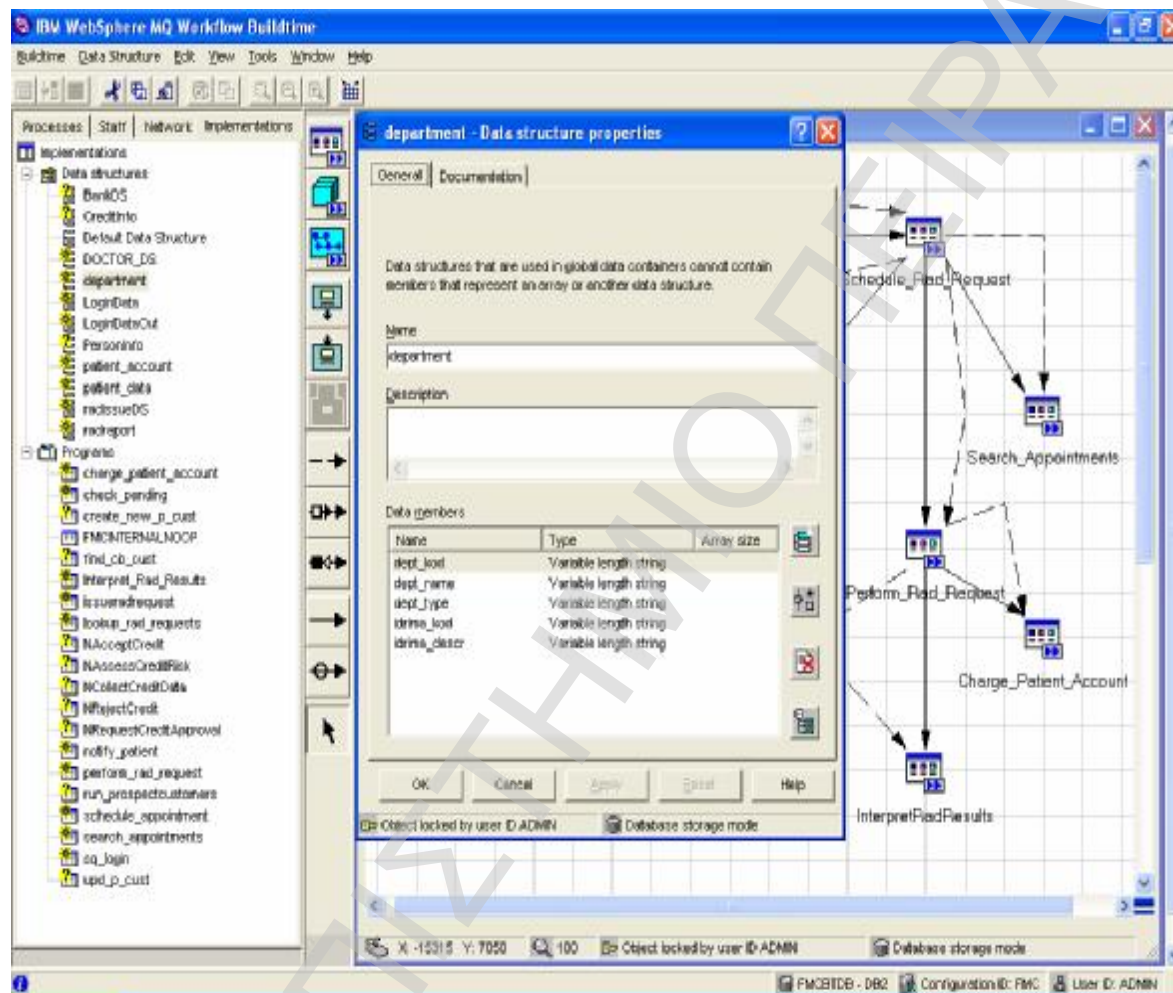 IBM WebSphere MQ Workflow Buildtime
Buildtime Data Structure Edit View Tools Window Help
Processes Staff Network Implementations
Implementations
Data structures
BankDS
CreditInfo
Default Data Structure
DOCTOR_DS
department
LoginData
LoginDataOut
PersonInfo
patient_account
patient_data
radissueDS
radreport
Programs
charge_patient_account
check_pending
create_new_p_cust
FMCINTERNALNOOP
find_cb_cust
Interpret_Rad_Results
issueradrequest
lookup_rad_requests
NAcceptCredit
NAssessCreditRisk
NCollectCreditData
NRejectCredit
NRequestCreditApproval
notify_patient
perform_rad_request
run_prospectcustomers
schedule_appointment
search_appointments
sq_login
upd_p_cust
department - Data structure properties
General Documentation
Data structures that are used in global data containers cannot contain
members that represent an array or another data structure.
Name
department
Description
Data members
Name Type Array size
dept_kod Variable length string
dept_name Variable length string
dept_type Variable length string
idrima_kod Variable length string
idrima_descr Variable length string
OK Cancel Apply Reset Help
Object locked by user ID ADMIN Database storage mode
Schedule_Rad_Request
Search_Appointments
Perform_Rad_Request
Charge_Patient_Account
InterpretRadResults
X: -15315 Y: 7050 100 Object locked by user ID ADMIN Database storage mode
FMCBTDB - DB2 Configuration ID: FMC User ID: ADMIN
ΠΙΣΤΗΜΙΟ ΠΕΙΡΑ